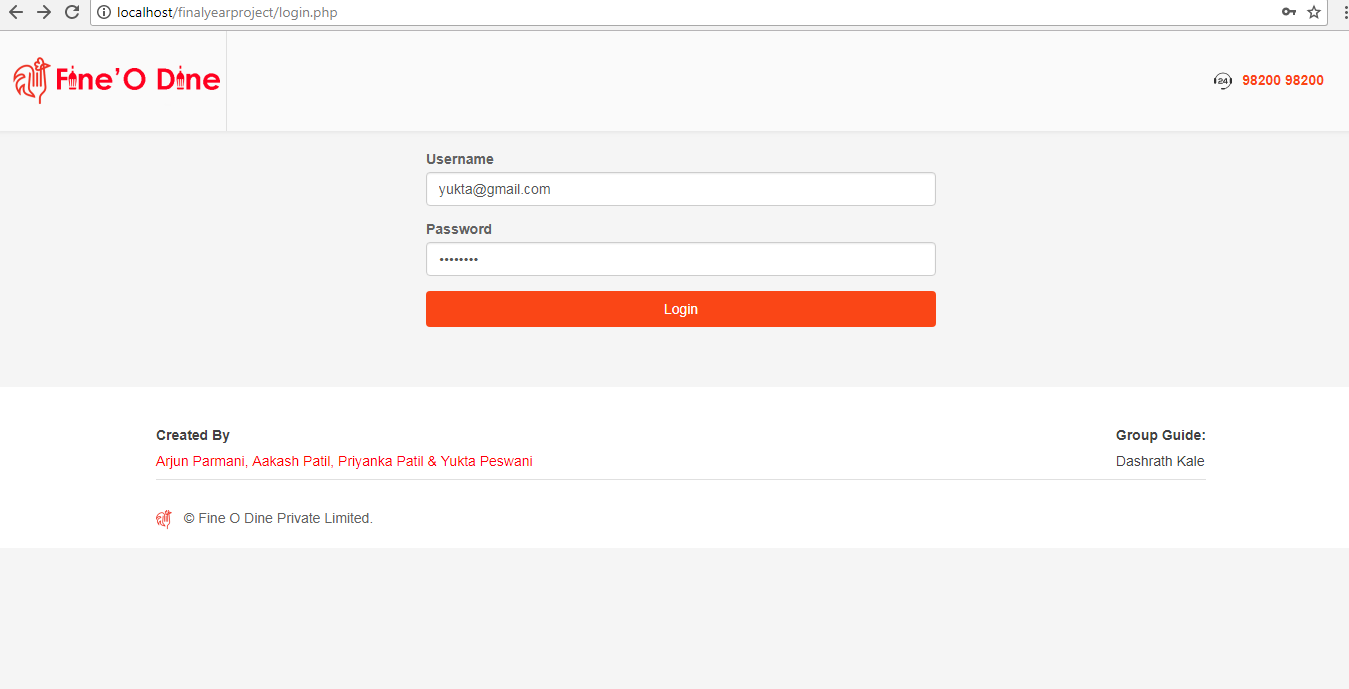 localhost/finalyearproject/login.php
Fine'O Dine
24 98200 98200
Username
yukta@gmail.com
Password
••••••••
Login
Created By
Group Guide:
Arjun Parmani, Aakash Patil, Priyanka Patil & Yukta Peswani
Dashrath Kale
© Fine O Dine Private Limited.